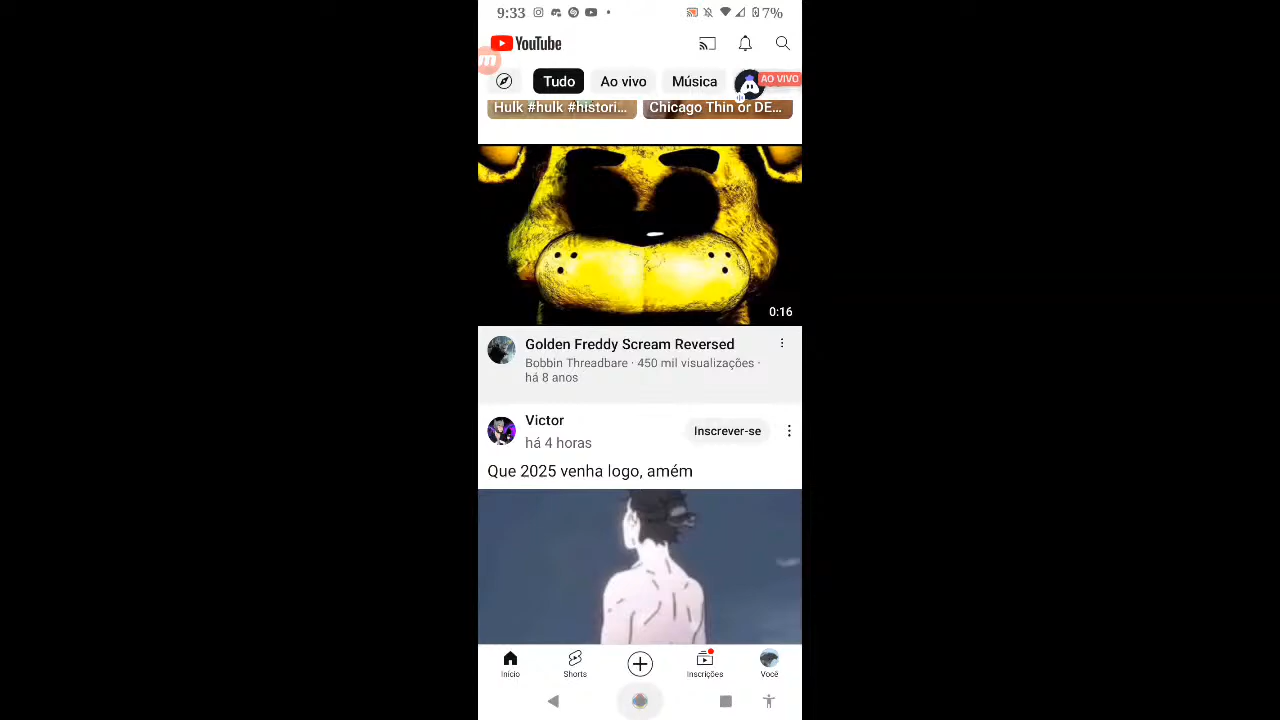 9:33
7%
YouTube
Tudo
Ao vivo
Música
AO VIVO
Hulk #hulk #histori...
Chicago Thin or DE...
0:16
Golden Freddy Scream Reversed
Bobbin Threadbare · 450 mil visualizações ·
há 8 anos
Victor
há 4 horas
Inscrever-se
Que 2025 venha logo, amém
Início
Shorts
Inscrições
Você